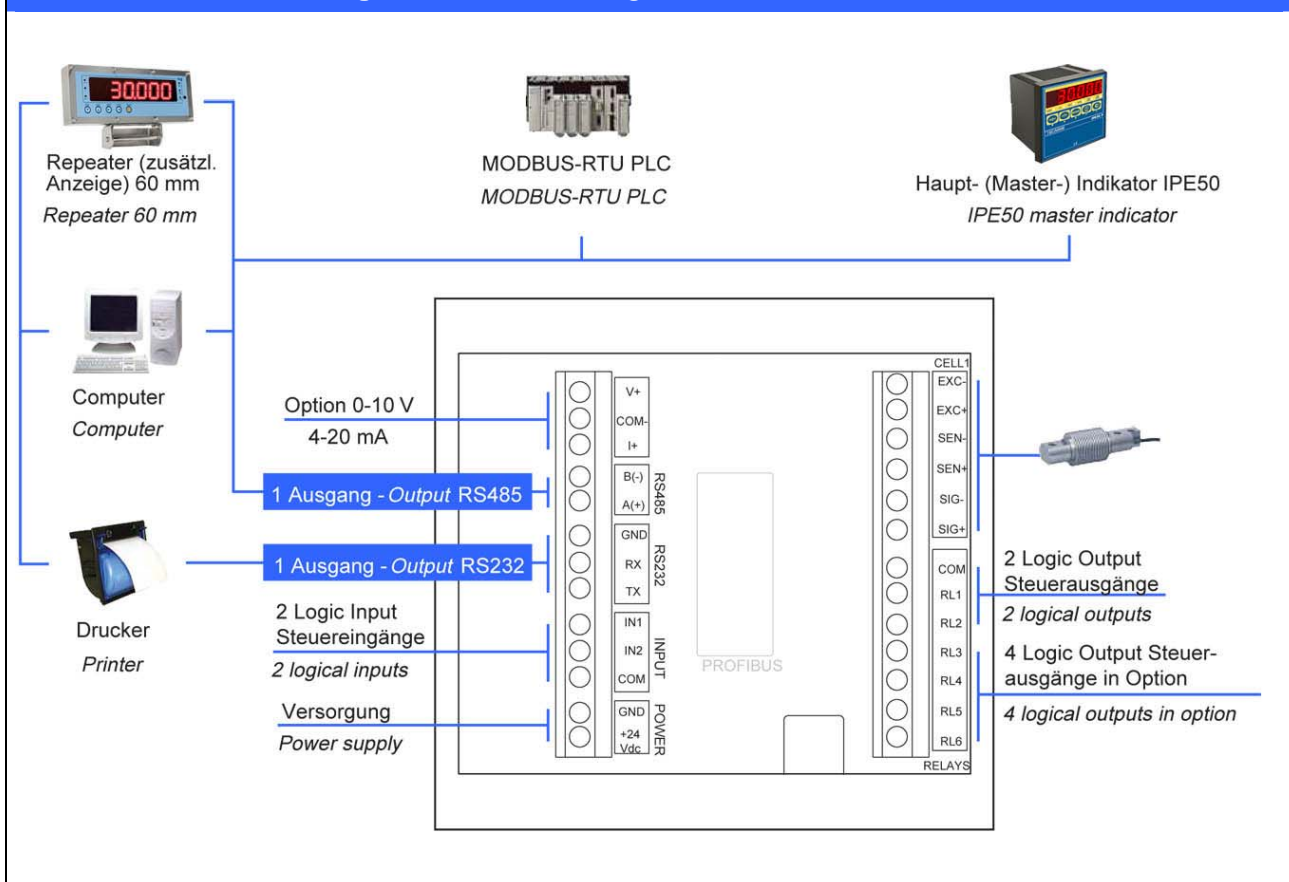 30.000
Repeater (zusätzl.
Anzeige) 60 mm
Repeater 60 mm
MODBUS-RTU PLC
MODBUS-RTU PLC
Haupt- (Master-) Indikator IPE50
IPE50 master indicator
Computer
Computer
Drucker
Printer
Option 0-10 V
4-20 mA
1 Ausgang - Output RS485
1 Ausgang - Output RS232
2 Logic Input
Steuereingänge
2 logical inputs
Versorgung
Power supply
V+
COM-
I+
B(-)
A(+)
RS485
GND
RX
TX
RS232
IN1
IN2
COM
INPUT
GND
+24
Vdc
POWER
PROFIBUS
CELL1
EXC-
EXC+
SEN-
SEN+
SIG-
SIG+
COM
RL1
RL2
RL3
RL4
RL5
RL6
RELAYS
2 Logic Output
Steuerausgänge
2 logical outputs
4 Logic Output Steuer-
ausgänge in Option
4 logical outputs in option